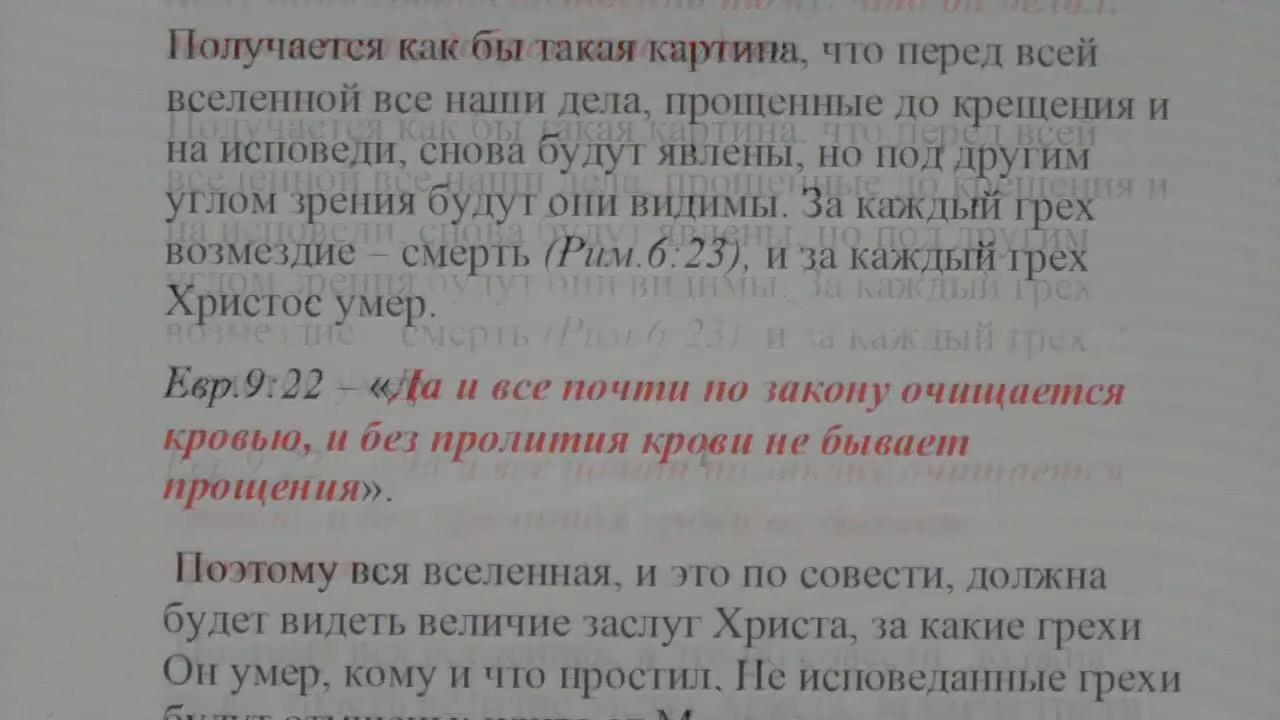 Получается как бы такая картина, что перед всей
вселенной все наши дела, прощенные до крещения и
на исповеди, снова будут явлены, но под другим
углом зрения будут они видимы. За каждый грех
возмездие – смерть (Рим.6:23), и за каждый грех
Христос умер.
Евр.9:22 – «Да и все почти по закону очищается
кровью, и без пролития крови не бывает
прощения».
Поэтому вся вселенная, и это по совести, должна
будет видеть величие заслуг Христа, за какие грехи
Он умер, кому и что простил. Не исповеданные грехи
будут